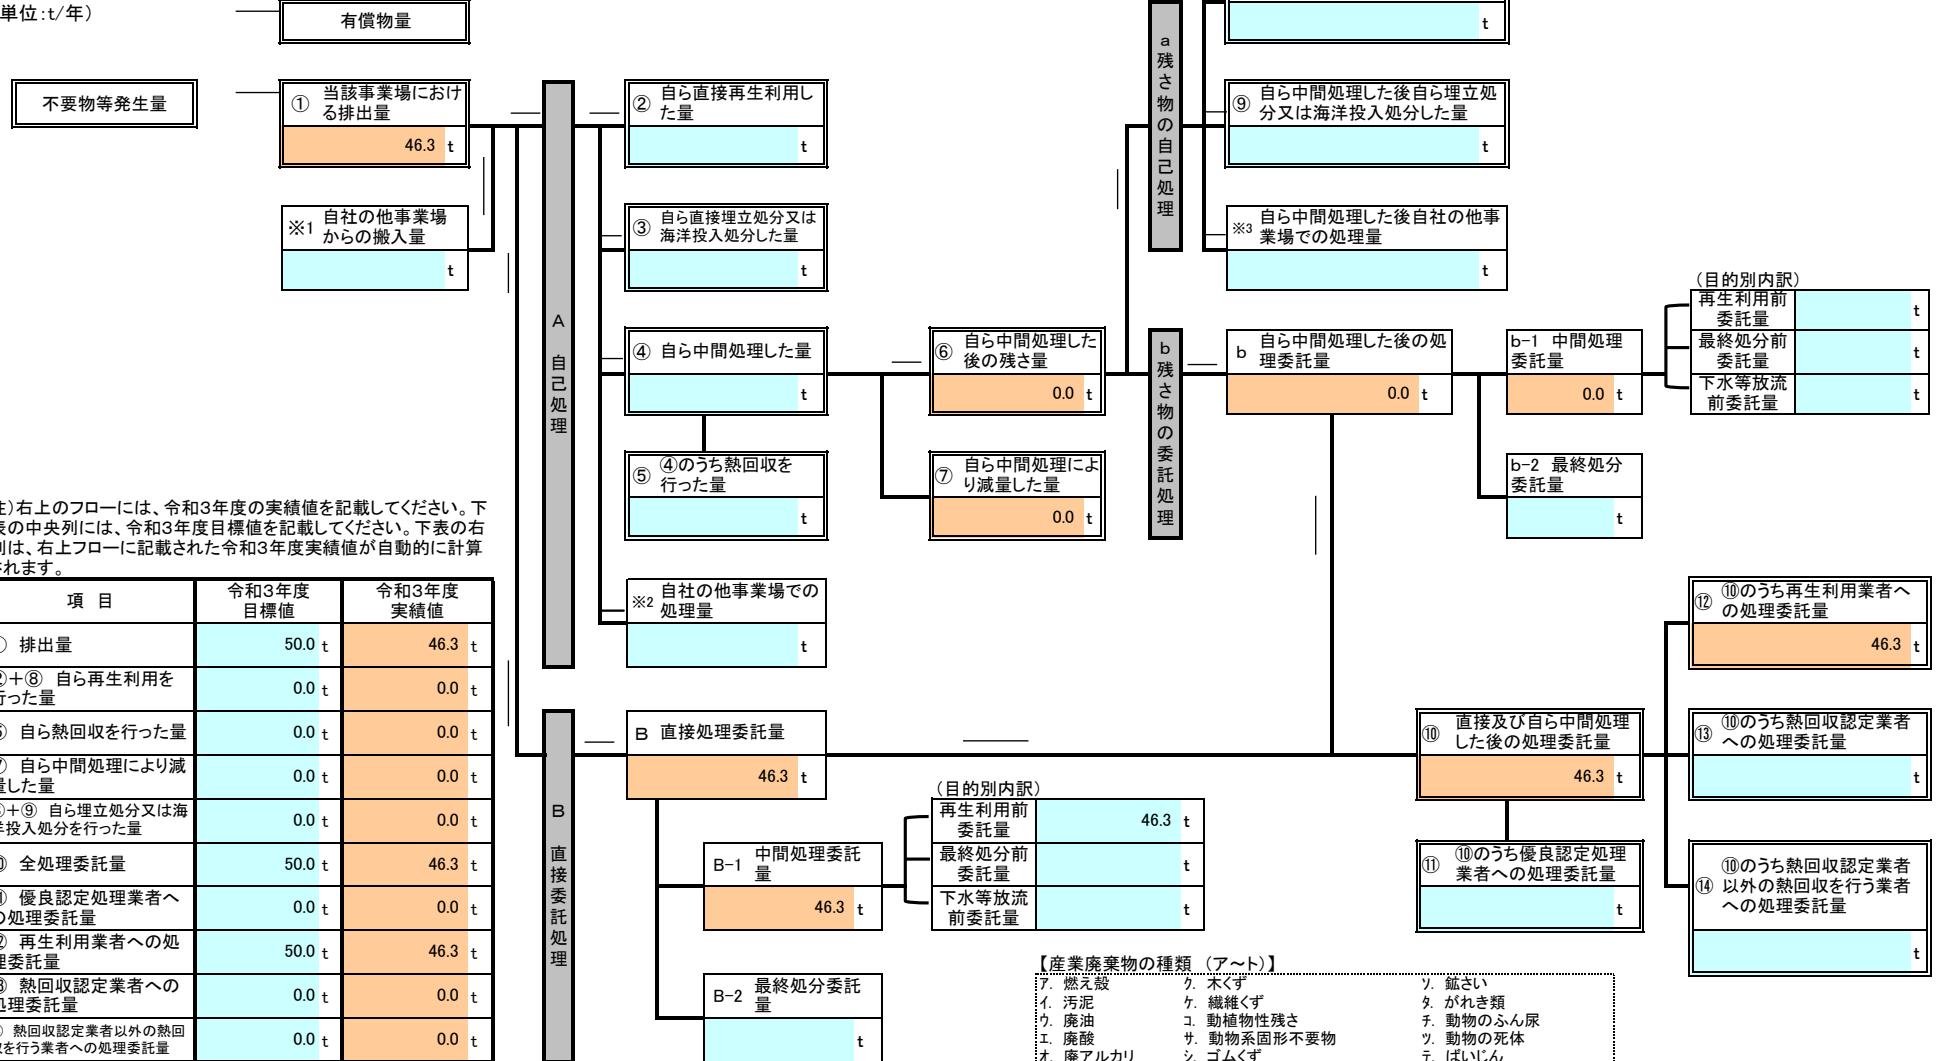 単位:t/年）
有償物量
不要物等発生量
① 当該事業場におけ
る排出量
46.3 t
※1 自社の他事業場
からの搬入量
t
A 自己処理
② 自ら直接再生利用し
た量
t
③ 自ら直接埋立処分又は
海洋投入処分した量
t
④ 自ら中間処理した量
t
⑤ ④のうち熱回収を
行った量
t
※2 自社の他事業場での
処理量
t
⑥ 自ら中間処理した
後の残さ量
0.0 t
⑦ 自ら中間処理によ
り減量した量
0.0 t
a 残さ物の自己処理
t
⑨ 自ら中間処理した後自ら埋立処
分又は海洋投入処分した量
t
※3 自ら中間処理した後自社の他事
業場での処理量
t
b 残さ物の委託処理
b 自ら中間処理した後の処
理委託量
0.0 t
b-1 中間処理
委託量
0.0 t
b-2 最終処分
委託量
t
（目的別内訳）
再生利用前
委託量
t
最終処分前
委託量
t
下水等放流
前委託量
t
注）右上のフローには、令和3年度の実績値を記載してください。下
表の中央列には、令和3年度目標値を記載してください。下表の右
列は、右上フローに記載された令和3年度実績値が自動的に計算
されます。
項 目 令和3年度
目標値 令和3年度
実績値
① 排出量 50.0 t 46.3 t
②＋⑧ 自ら再生利用を
行った量 0.0 t 0.0 t
⑤ 自ら熱回収を行った量 0.0 t 0.0 t
⑦ 自ら中間処理により減
量した量 0.0 t 0.0 t
③＋⑨ 自ら埋立処分又は海
洋投入処分を行った量 0.0 t 0.0 t
⑩ 全処理委託量 50.0 t 46.3 t
⑪ 優良認定処理業者へ
の処理委託量 0.0 t 0.0 t
⑫ 再生利用業者への処
理委託量 50.0 t 46.3 t
⑬ 熱回収認定業者への
処理委託量 0.0 t 0.0 t
⑭ 熱回収認定業者以外の熱回
収を行う業者への処理委託量 0.0 t 0.0 t
B 直接委託処理
B 直接処理委託量
46.3 t
B-1 中間処理委託
量
46.3 t
B-2 最終処分委託
量
t
（目的別内訳）
再生利用前
委託量
46.3 t
最終処分前
委託量
t
下水等放流
前委託量
t
⑩ 直接及び自ら中間処理
した後の処理委託量
46.3 t
⑪ ⑩のうち優良認定処理
業者への処理委託量
t
⑫ ⑩のうち再生利用業者へ
の処理委託量
46.3 t
⑬ ⑩のうち熱回収認定業者
への処理委託量
t
⑭ ⑩のうち熱回収認定業者
以外の熱回収を行う業者
への処理委託量
t
【産業廃棄物の種類 （ア～ト）】
ア. 燃え殻 ク. 木くず ソ. 鉱さい
イ. 汚泥 ケ. 繊維くず タ. がれき類
ウ. 廃油 コ. 動植物性残さ チ. 動物のふん尿
エ. 廃酸 サ. 動物系固形不要物 ツ. 動物の死体
オ. 廃アルカリ シ. ゴムくず テ. ばいじん